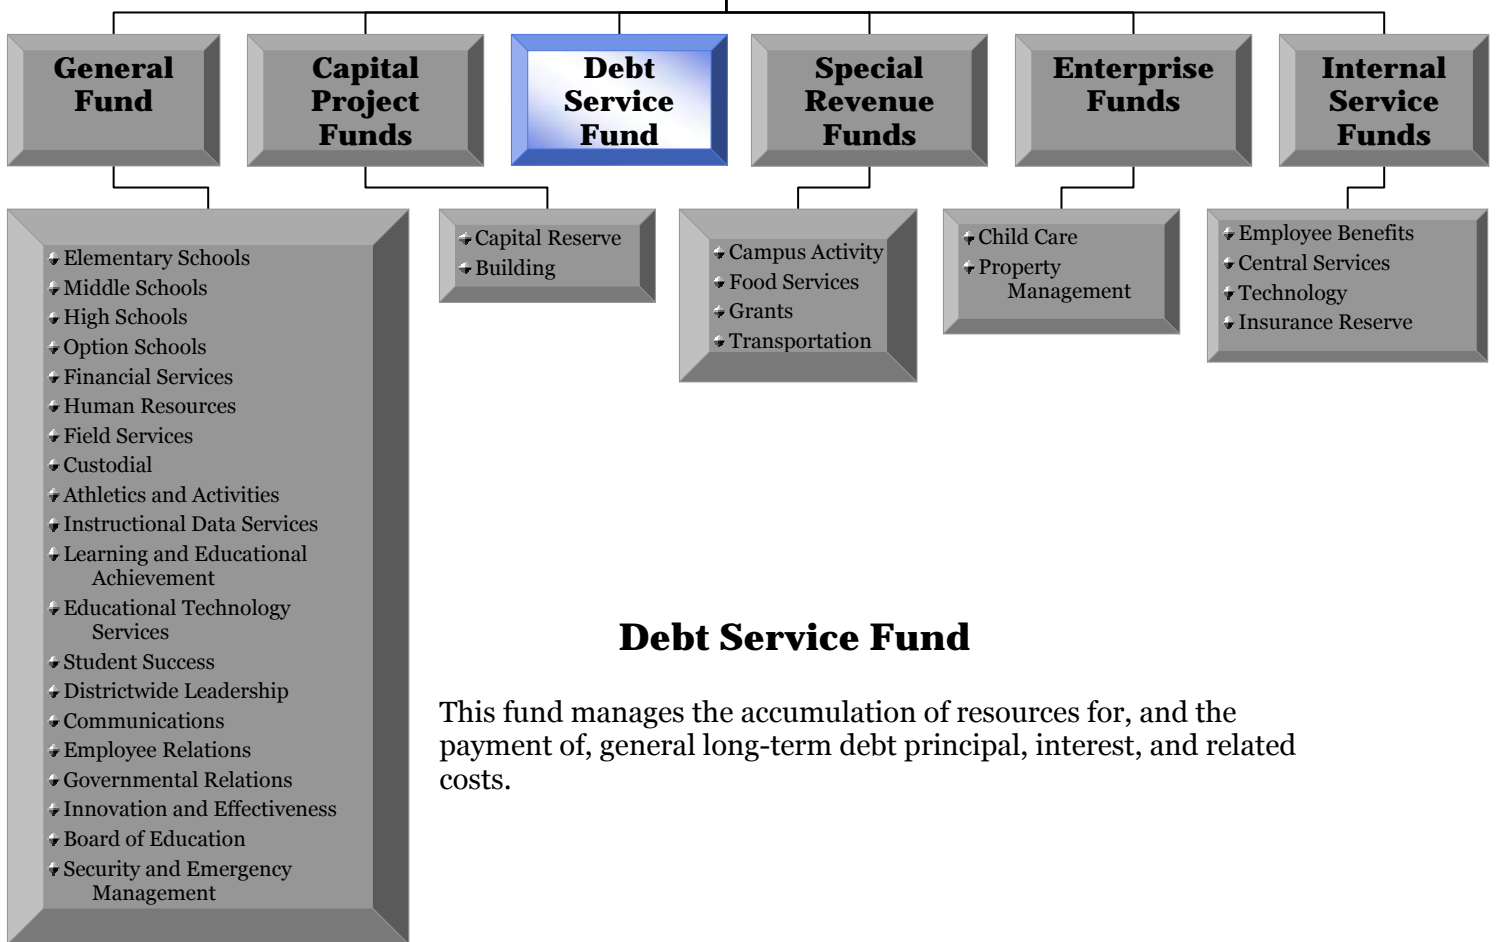 General
Fund
Capital
Project
Funds
Debt
Service
Fund
Special
Revenue
Funds
Enterprise
Funds
Internal
Service
Funds
Elementary Schools
Middle Schools
High Schools
Option Schools
Financial Services
Human Resources
Field Services
Custodial
Athletics and Activities
Instructional Data Services
Learning and Educational
Achievement
Educational Technology
Services
Student Success
Districtwide Leadership
Communications
Employee Relations
Governmental Relations
Innovation and Effectiveness
Board of Education
Security and Emergency
Management
Capital Reserve
Building
Campus Activity
Food Services
Grants
Transportation
Child Care
Property
Management
Employee Benefits
Central Services
Technology
Insurance Reserve
Debt Service Fund
This fund manages the accumulation of resources for, and the
payment of, general long-term debt principal, interest, and related
costs.